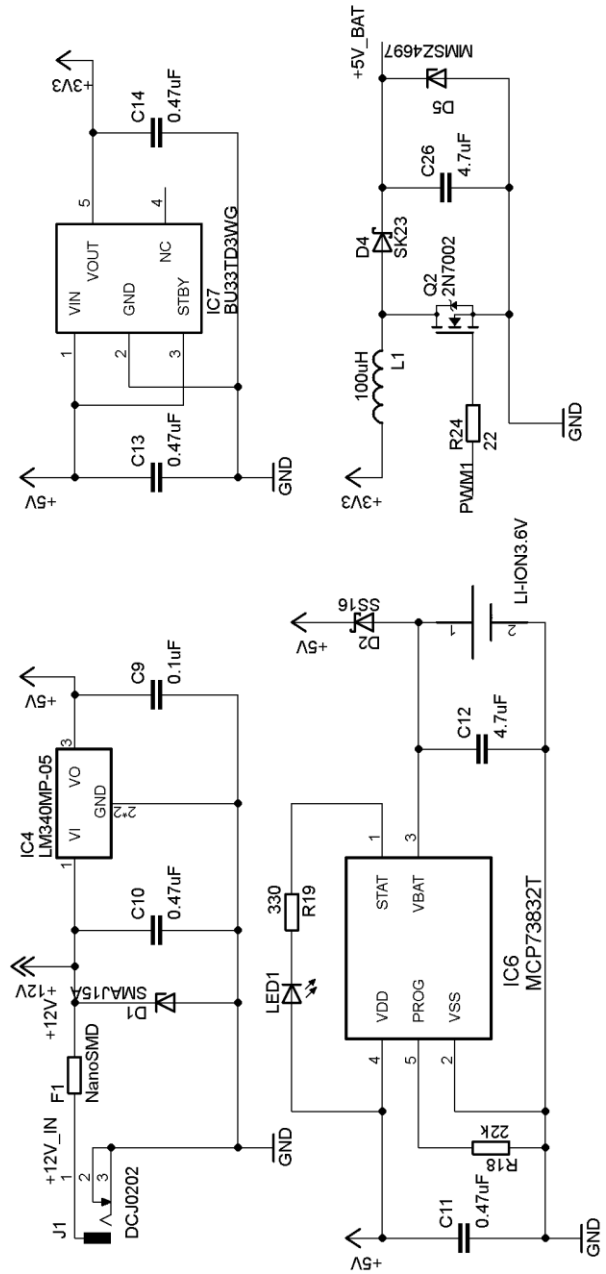 J1
+12V_IN
1
2
3
DCJ0202
F1
NanoSMD
+12V
+12V
D1
SMAJ15A
GND
C10
0.47uF
IC4
LM340MP-05
1
VI
VO
3
GND
2*2
+5V
C9
0.1uF
+5V
C13
0.47uF
GND
1
VIN
2
GND
3
STBY
VOUT
5
NC
4
IC7
BU33TD3WG
+3V3
C14
0.47uF
+5V
C11
0.47uF
GND
R18
22k
4
VDD
5
PROG
2
VSS
STAT
1
VBAT
3
IC6
MCP73832T
LED1
330
R19
C12
4.7uF
+5V
D2
SS16
1
2
LI-ION3.6V
+3V3
100uH
L1
PWM1
R24
22
GND
Q2
2N7002
D4
SK23
C26
4.7uF
+5V_BAT
D5
MMSZ4697